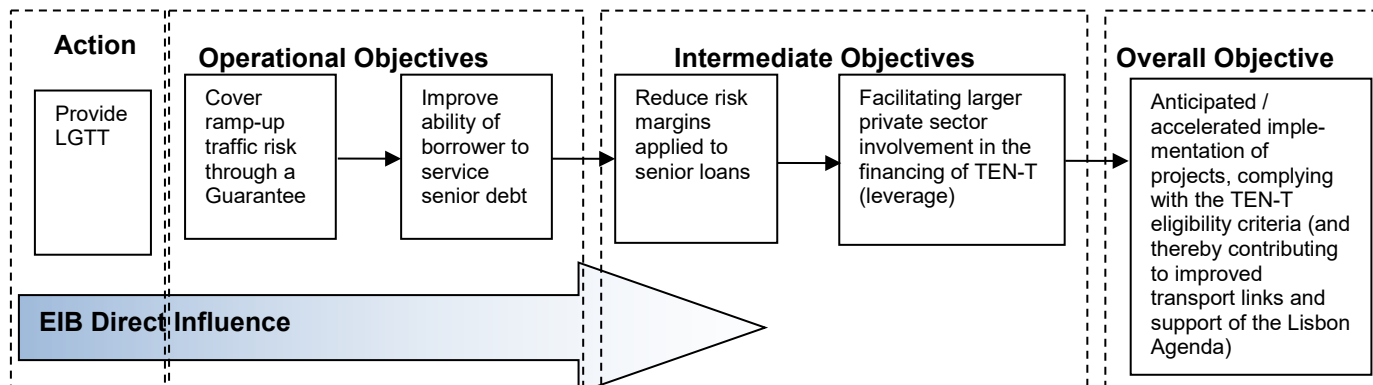 Action
Operational Objectives
Intermediate Objectives
Overall Objective
Provide
LGTT
Cover
ramp-up
traffic risk
through a
Guarantee
Improve
ability of
borrower to
service
senior debt
Reduce risk
margins
applied to
senior loans
Facilitating larger
private sector
involvement in the
financing of TEN-T
(leverage)
Anticipated /
accelerated imple-
mentation of
projects, complying
with the TEN-T
eligibility criteria (and
thereby contributing
to improved
transport links and
support of the Lisbon
Agenda)
EIB Direct Influence